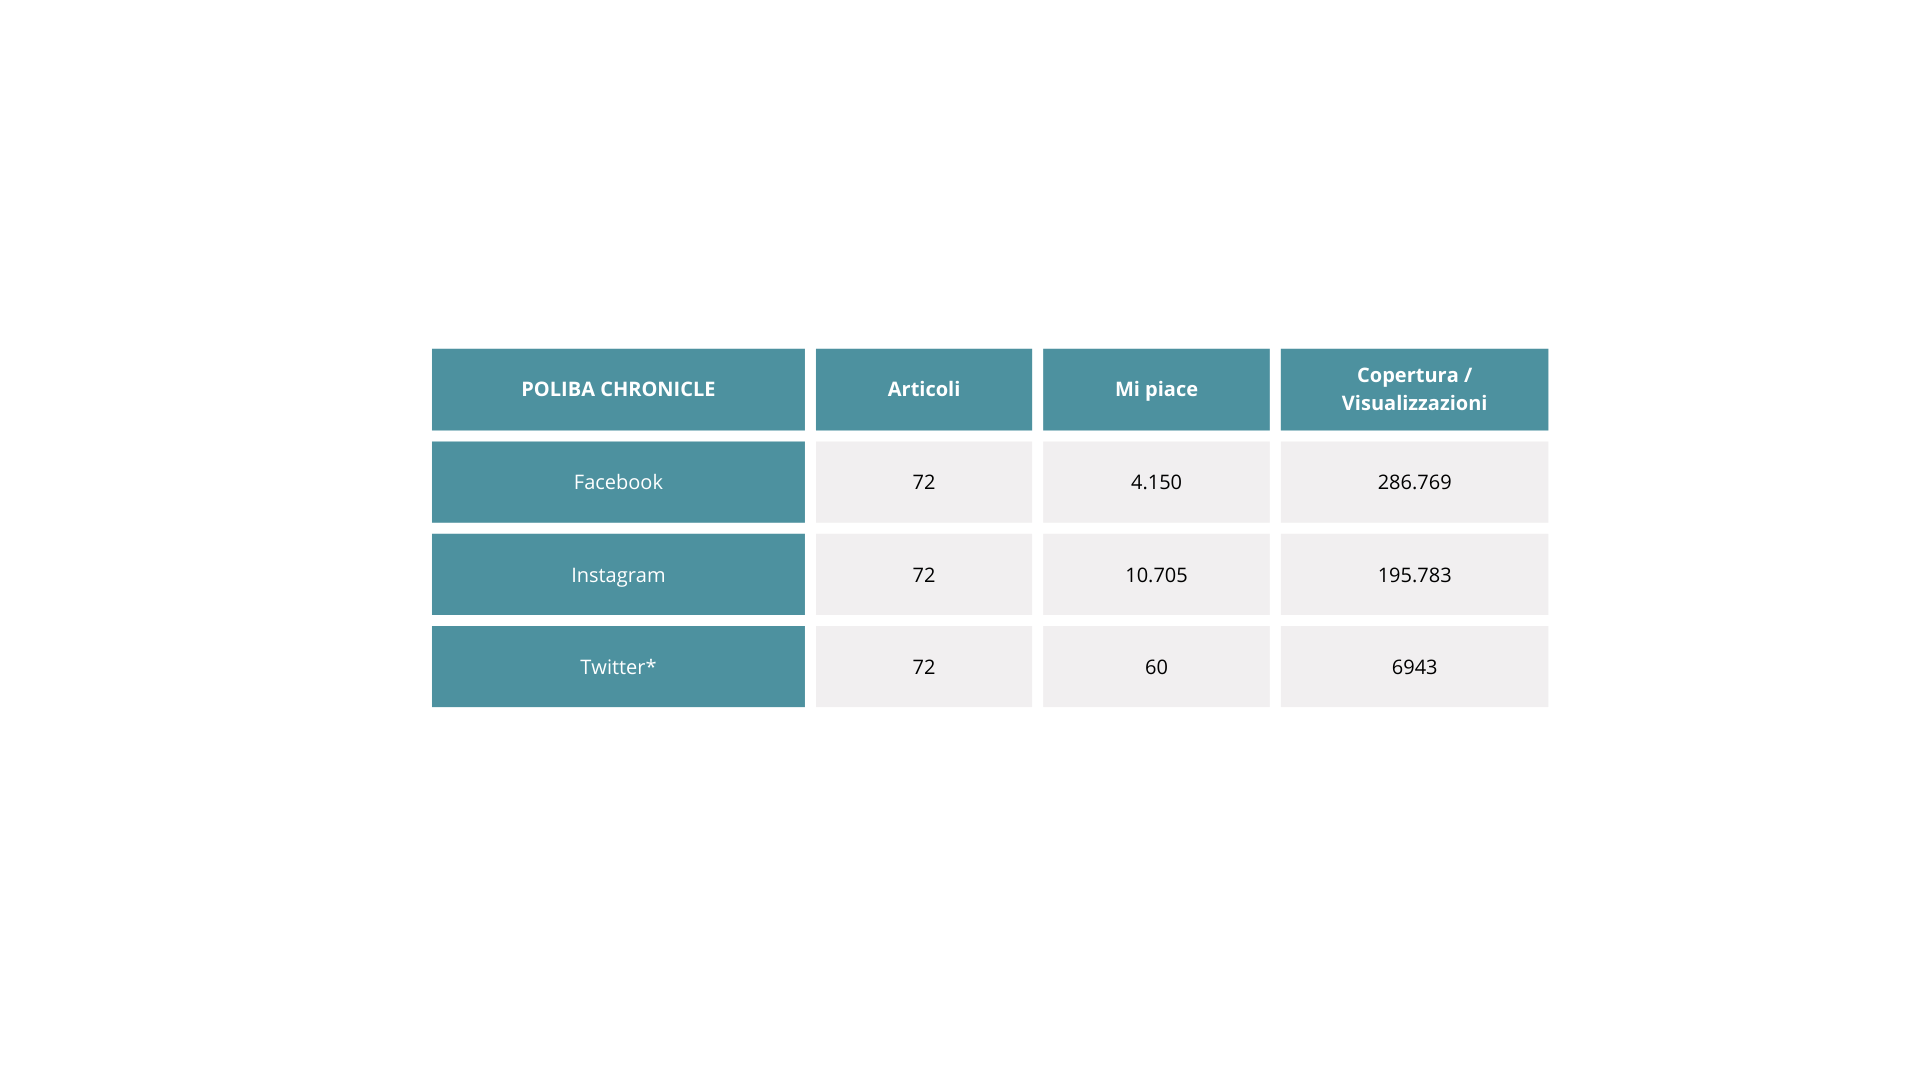 POLIBA CHRONICLE
Articoli
Mi piace
Copertura /
Visualizzazioni
Facebook
72
4.150
286.769
Instagram
72
10.705
195.783
Twitter*
72
60
6943